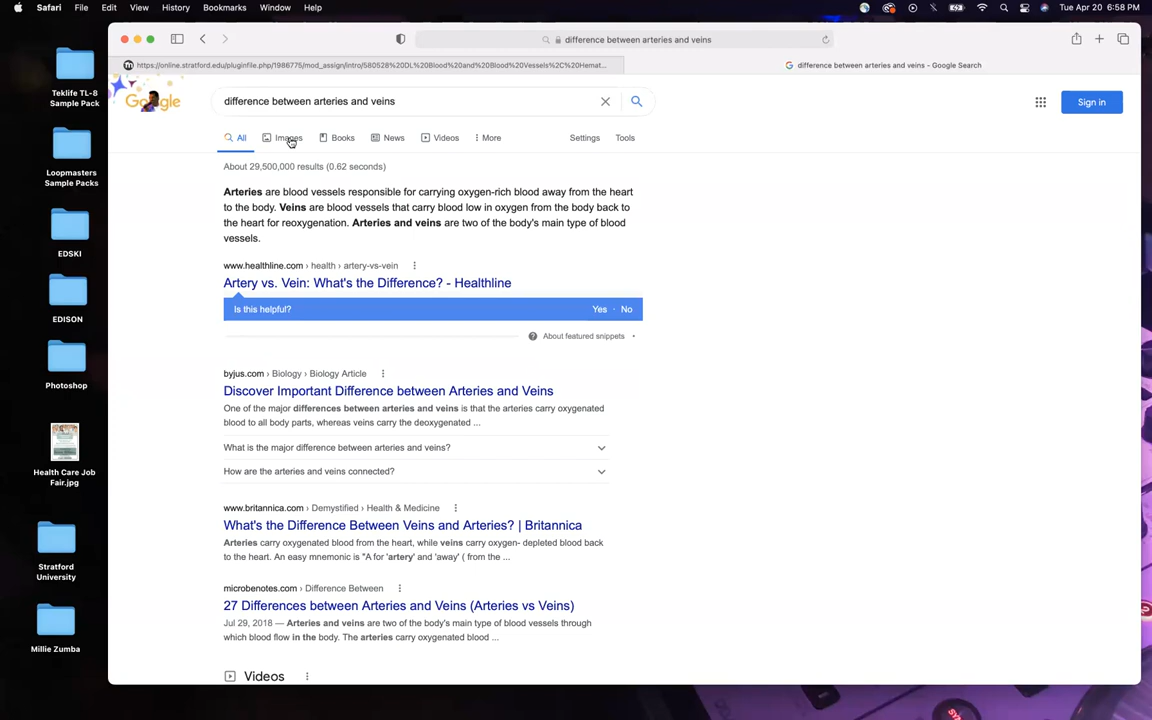 Safari File Edit View History Bookmarks Window Help Tue Apr 20 6:58 PM
difference between arteries and veins
https://online.stratford.edu/pluginfile.php/1986775/mod_assign/intro/580528%20DL%20Blood%20and%20Blood%20Vessels%2C%20Hemat...
difference between arteries and veins - Google Search
Teklife TL-8
Sample Pack
Loopmasters
Sample Packs
EDSKI
EDISON
Photoshop
Health Care Job
Fair.jpg
Stratford
University
Millie Zumba
Google
difference between arteries and veins
Sign in
All Images Books News Videos More Settings Tools
About 29,500,000 results (0.62 seconds)
Arteries are blood vessels responsible for carrying oxygen-rich blood away from the heart
to the body. Veins are blood vessels that carry blood low in oxygen from the body back to
the heart for reoxygenation. Arteries and veins are two of the body's main type of blood
vessels.
www.healthline.com › health › artery-vs-vein
Artery vs. Vein: What's the Difference? - Healthline
Is this helpful? Yes · No
About featured snippets •
byjus.com › Biology › Biology Article
Discover Important Difference between Arteries and Veins
One of the major differences between arteries and veins is that the arteries carry oxygenated
blood to all body parts, whereas veins carry the deoxygenated ...
What is the major difference between arteries and veins?
How are the arteries and veins connected?
www.britannica.com › Demystified › Health & Medicine
What's the Difference Between Veins and Arteries? | Britannica
Arteries carry oxygenated blood from the heart, while veins carry oxygen- depleted blood back
to the heart. An easy mnemonic is "A for 'artery' and 'away' ( from the ...
microbenotes.com › Difference Between
27 Differences between Arteries and Veins (Arteries vs Veins)
Jul 29, 2018 — Arteries and veins are two of the body's main type of blood vessels through
which blood flow in the body. The arteries carry oxygenated blood ...
Videos